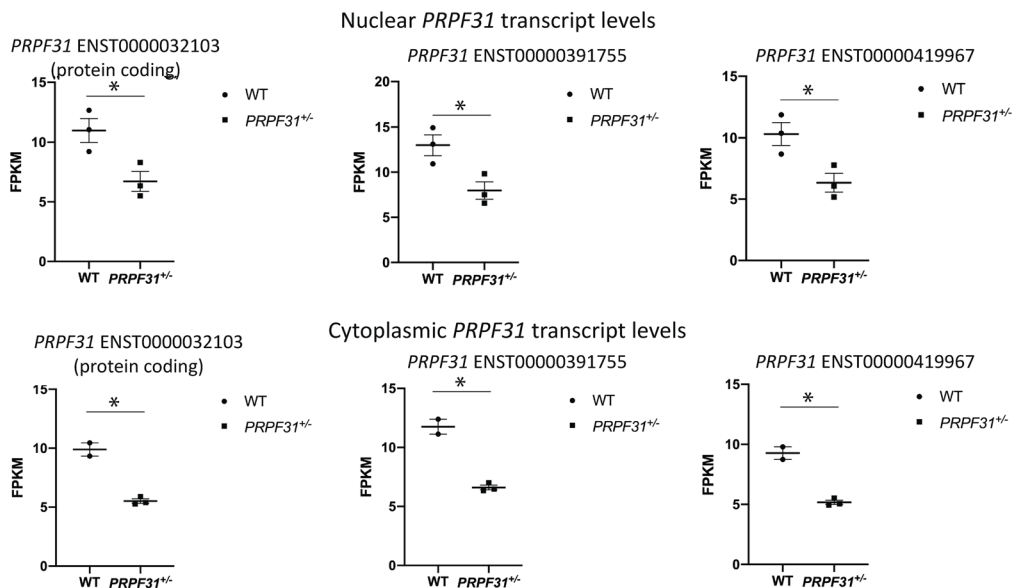 Nuclear PRPF31 transcript levels
PRPF31 ENST0000032103
(protein coding)
15
10
5
0
FPKM
*
WT
PRPF31+/-
WT PRPF31+/-
PRPF31 ENST00000391755
20
15
10
5
0
FPKM
*
WT
PRPF31+/-
WT PRPF31+/-
PRPF31 ENST00000419967
15
10
5
0
FPKM
*
WT
PRPF31+/-
WT PRPF31+/-
Cytoplasmic PRPF31 transcript levels
PRPF31 ENST0000032103
(protein coding)
15
10
5
0
FPKM
*
WT
PRPF31+/-
WT PRPF31+/-
PRPF31 ENST00000391755
15
10
5
0
FPKM
*
WT
PRPF31+/-
WT PRPF31+/-
PRPF31 ENST00000419967
15
10
5
0
FPKM
*
WT
PRPF31+/-
WT PRPF31+/-